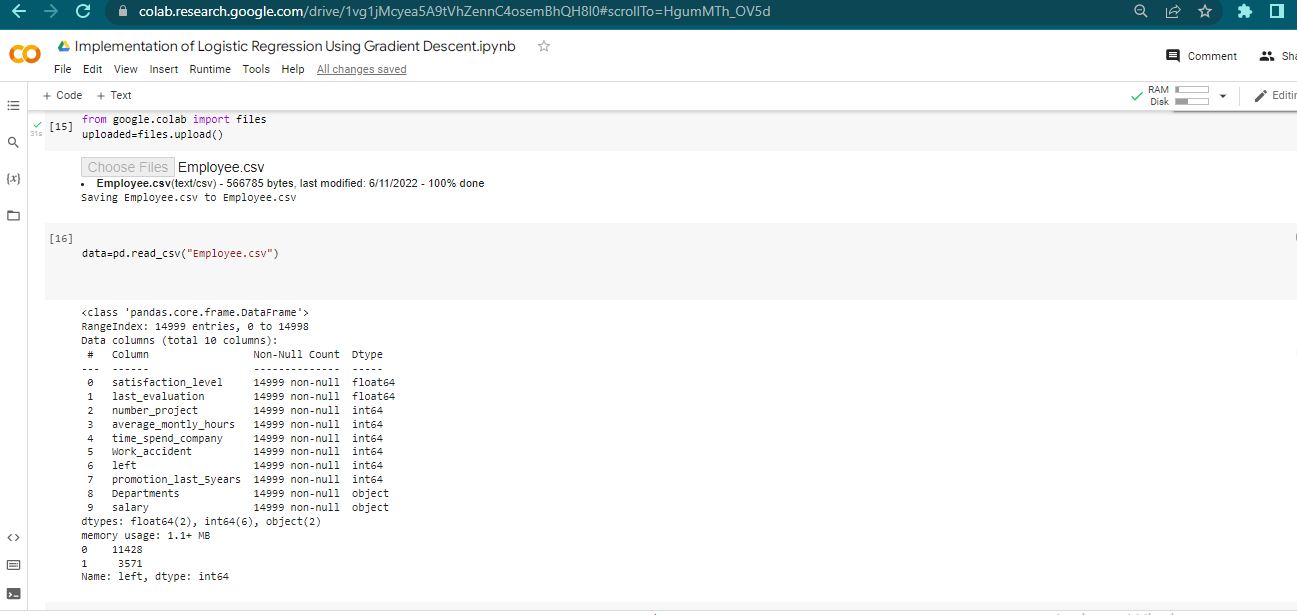 colab.research.google.com/drive/1vg1jMcyea5A9tVhZennC4osemBhQH8I0#scrollTo=HgumMTh_OV5d
Implementation of Logistic Regression Using Gradient Descent.ipynb
Comment
File Edit View Insert Runtime Tools Help All changes saved
+ Code + Text
RAM
Disk
31s
[15] from google.colab import files
uploaded=files.upload()
Choose Files Employee.csv
• Employee.csv(text/csv) - 566785 bytes, last modified: 6/11/2022 - 100% done
Saving Employee.csv to Employee.csv
[16]
data=pd.read_csv("Employee.csv")
<class 'pandas.core.frame.DataFrame'>
RangeIndex: 14999 entries, 0 to 14998
Data columns (total 10 columns):
# Column Non-Null Count Dtype
--- ------ -------------- -----
0 satisfaction_level 14999 non-null float64
1 last_evaluation 14999 non-null float64
2 number_project 14999 non-null int64
3 average_montly_hours 14999 non-null int64
4 time_spend_company 14999 non-null int64
5 Work_accident 14999 non-null int64
6 left 14999 non-null int64
7 promotion_last_5years 14999 non-null int64
8 Departments 14999 non-null object
9 salary 14999 non-null object
dtypes: float64(2), int64(6), object(2)
memory usage: 1.1+ MB
0 11428
1 3571
Name: left, dtype: int64